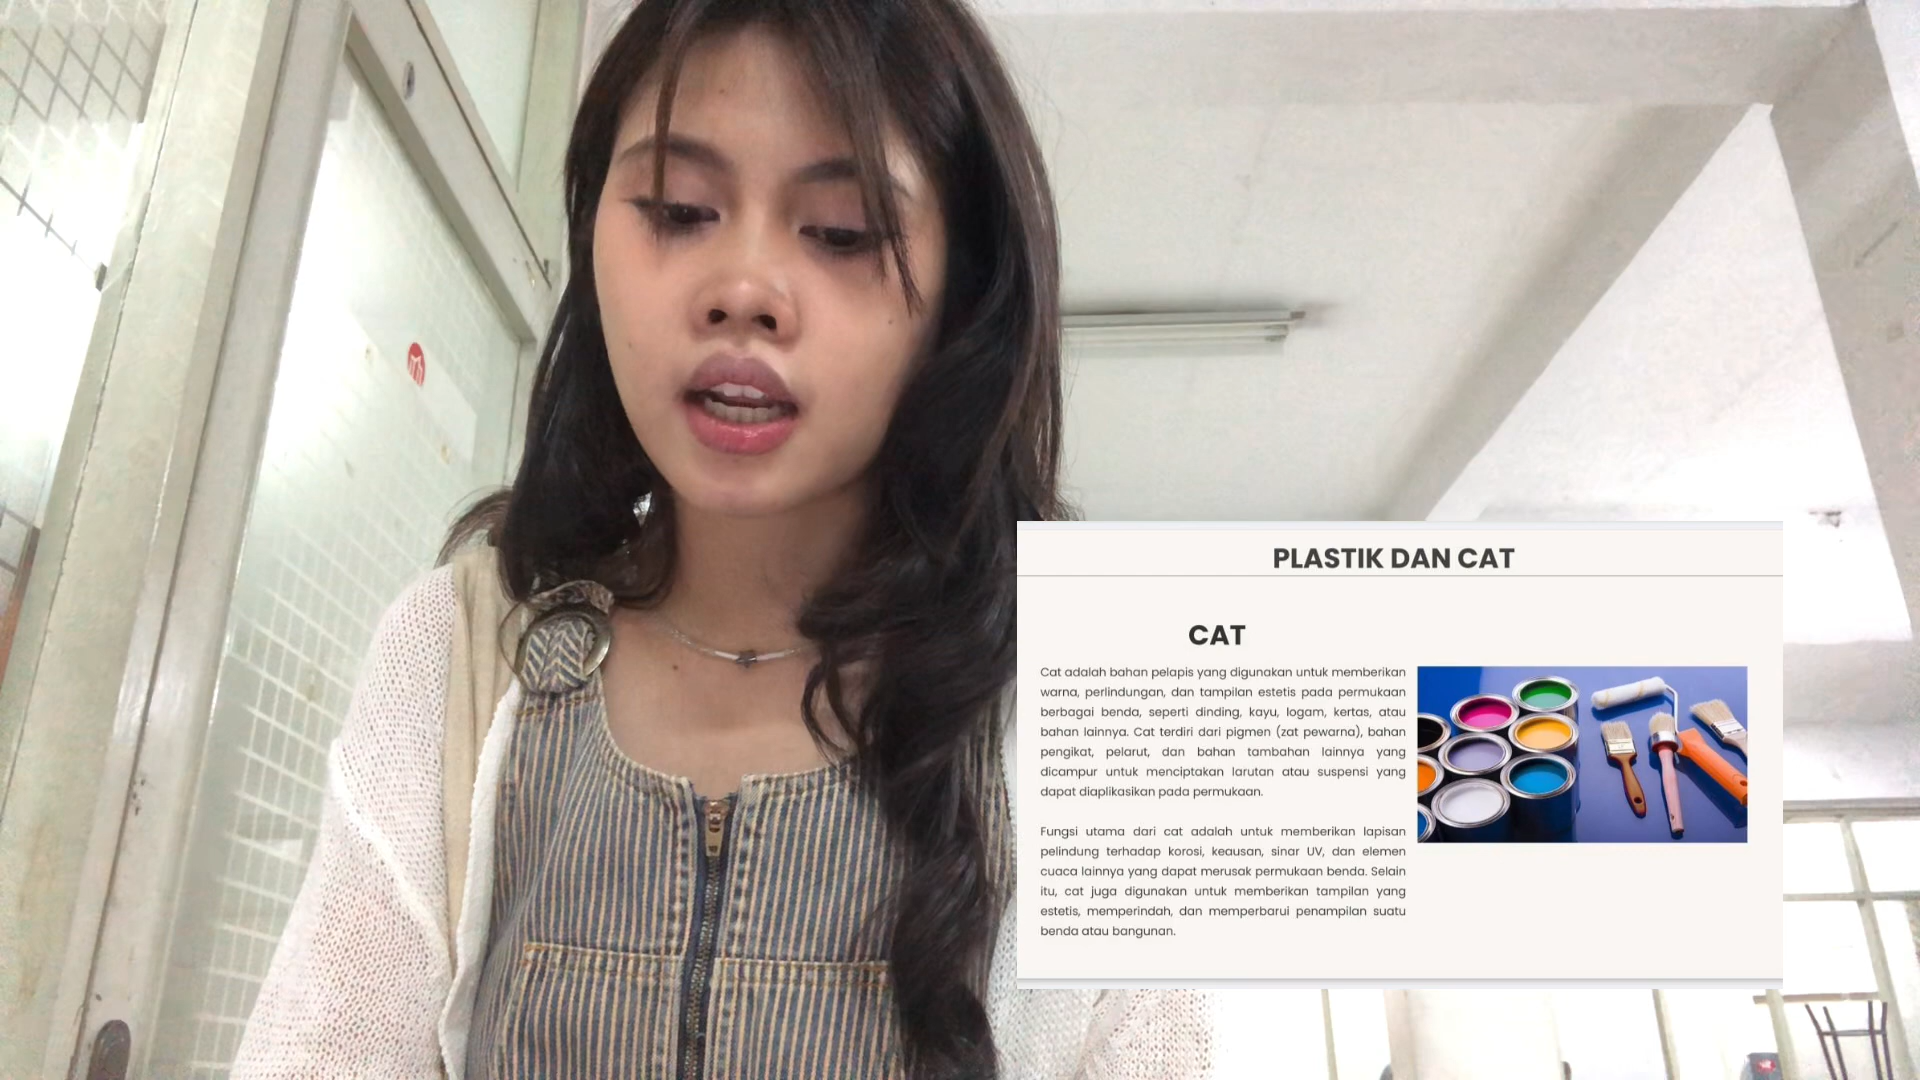 PLASTIK DAN CAT
CAT
Cat adalah bahan pelapis yang digunakan untuk memberikan
warna, perlindungan, dan tampilan estetis pada permukaan
berbagai benda, seperti dinding, kayu, logam, kertas, atau
bahan lainnya. Cat terdiri dari pigmen (zat pewarna), bahan
pengikat, pelarut, dan bahan tambahan lainnya yang
dicampur untuk menciptakan larutan atau suspensi yang
dapat diaplikasikan pada permukaan.
Fungsi utama dari cat adalah untuk memberikan lapisan
pelindung terhadap korosi, keausan, sinar UV, dan elemen
cuaca lainnya yang dapat merusak permukaan benda. Selain
itu, cat juga digunakan untuk memberikan tampilan yang
estetis, memperindah, dan memperbarui penampilan suatu
benda atau bangunan.